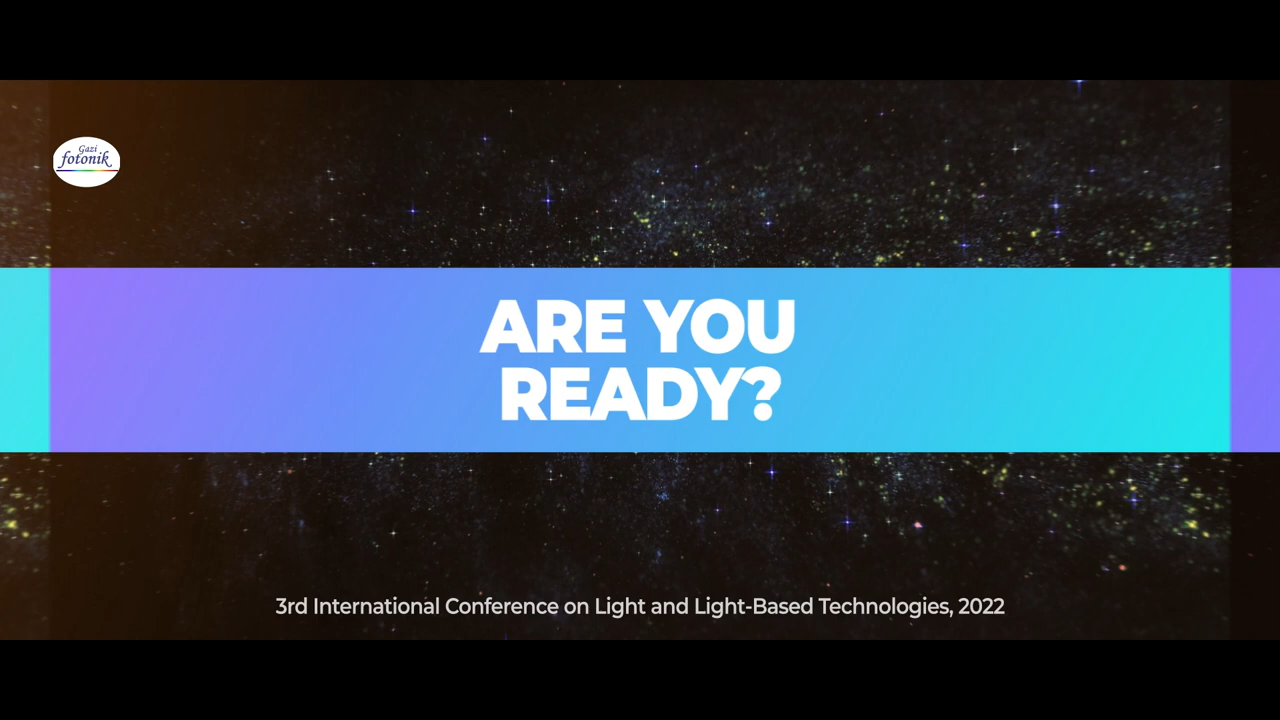 Gazi
fotonik
ARE YOU
READY?
3rd International Conference on Light and Light-Based Technologies, 2022